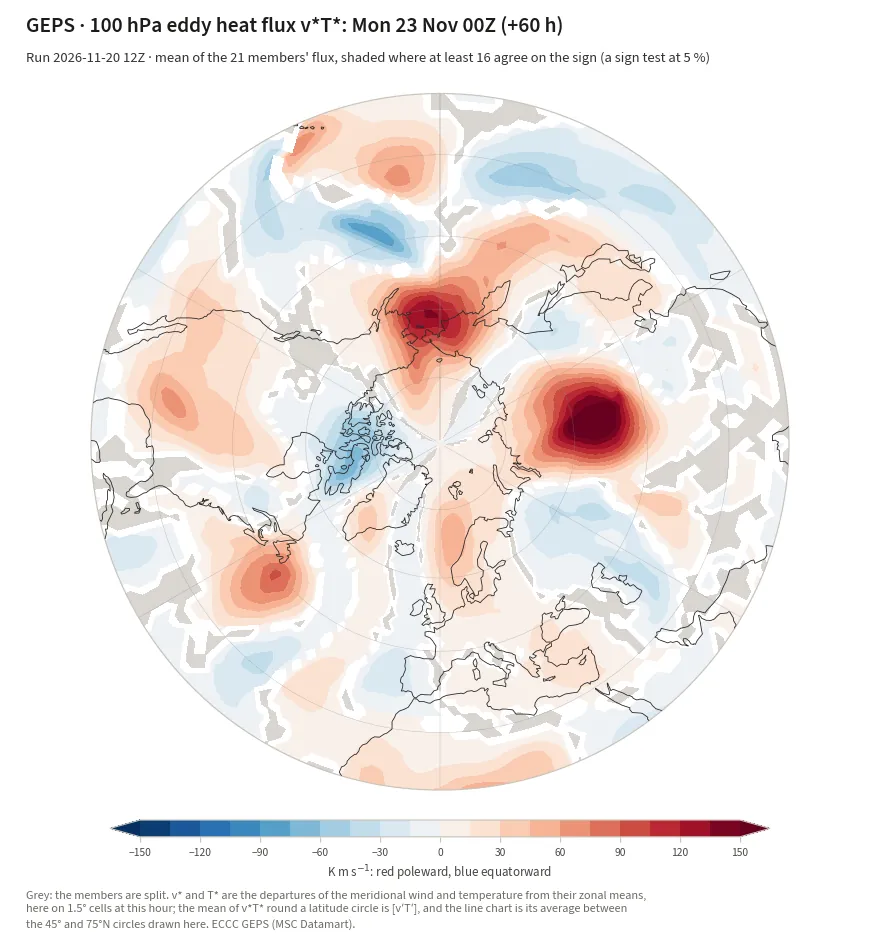 GEPS · 100 hPa eddy heat flux v*T*: Mon 23 Nov 00Z (+60 h)
Run 2026-11-20 12Z · mean of the 21 members' flux, shaded where at least 16 agree on the sign (a sign test at 5 %)
−150 −120 −90 −60 −30 0 30 60 90 120 150
K m s⁻¹: red poleward, blue equatorward
Grey: the members are split. v* and T* are the departures of the meridional wind and temperature from their zonal means,
here on 1.5° cells at this hour; the mean of v*T* round a latitude circle is [v′T′], and the line chart is its average between
the 45° and 75°N circles drawn here. ECCC GEPS (MSC Datamart).